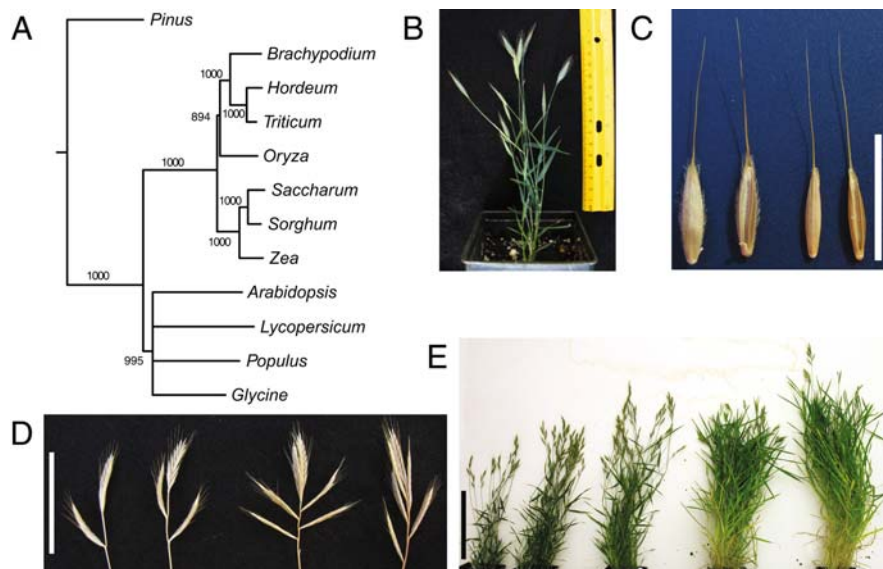 A
Pinus
Brachypodium
1000
Hordeum
1000
Triticum
894
Oryza
1000
Saccharum
1000
Sorghum
1000
Zea
1000
Arabidopsis
Lycopersicum
995
Populus
Glycine
B
C
D
E